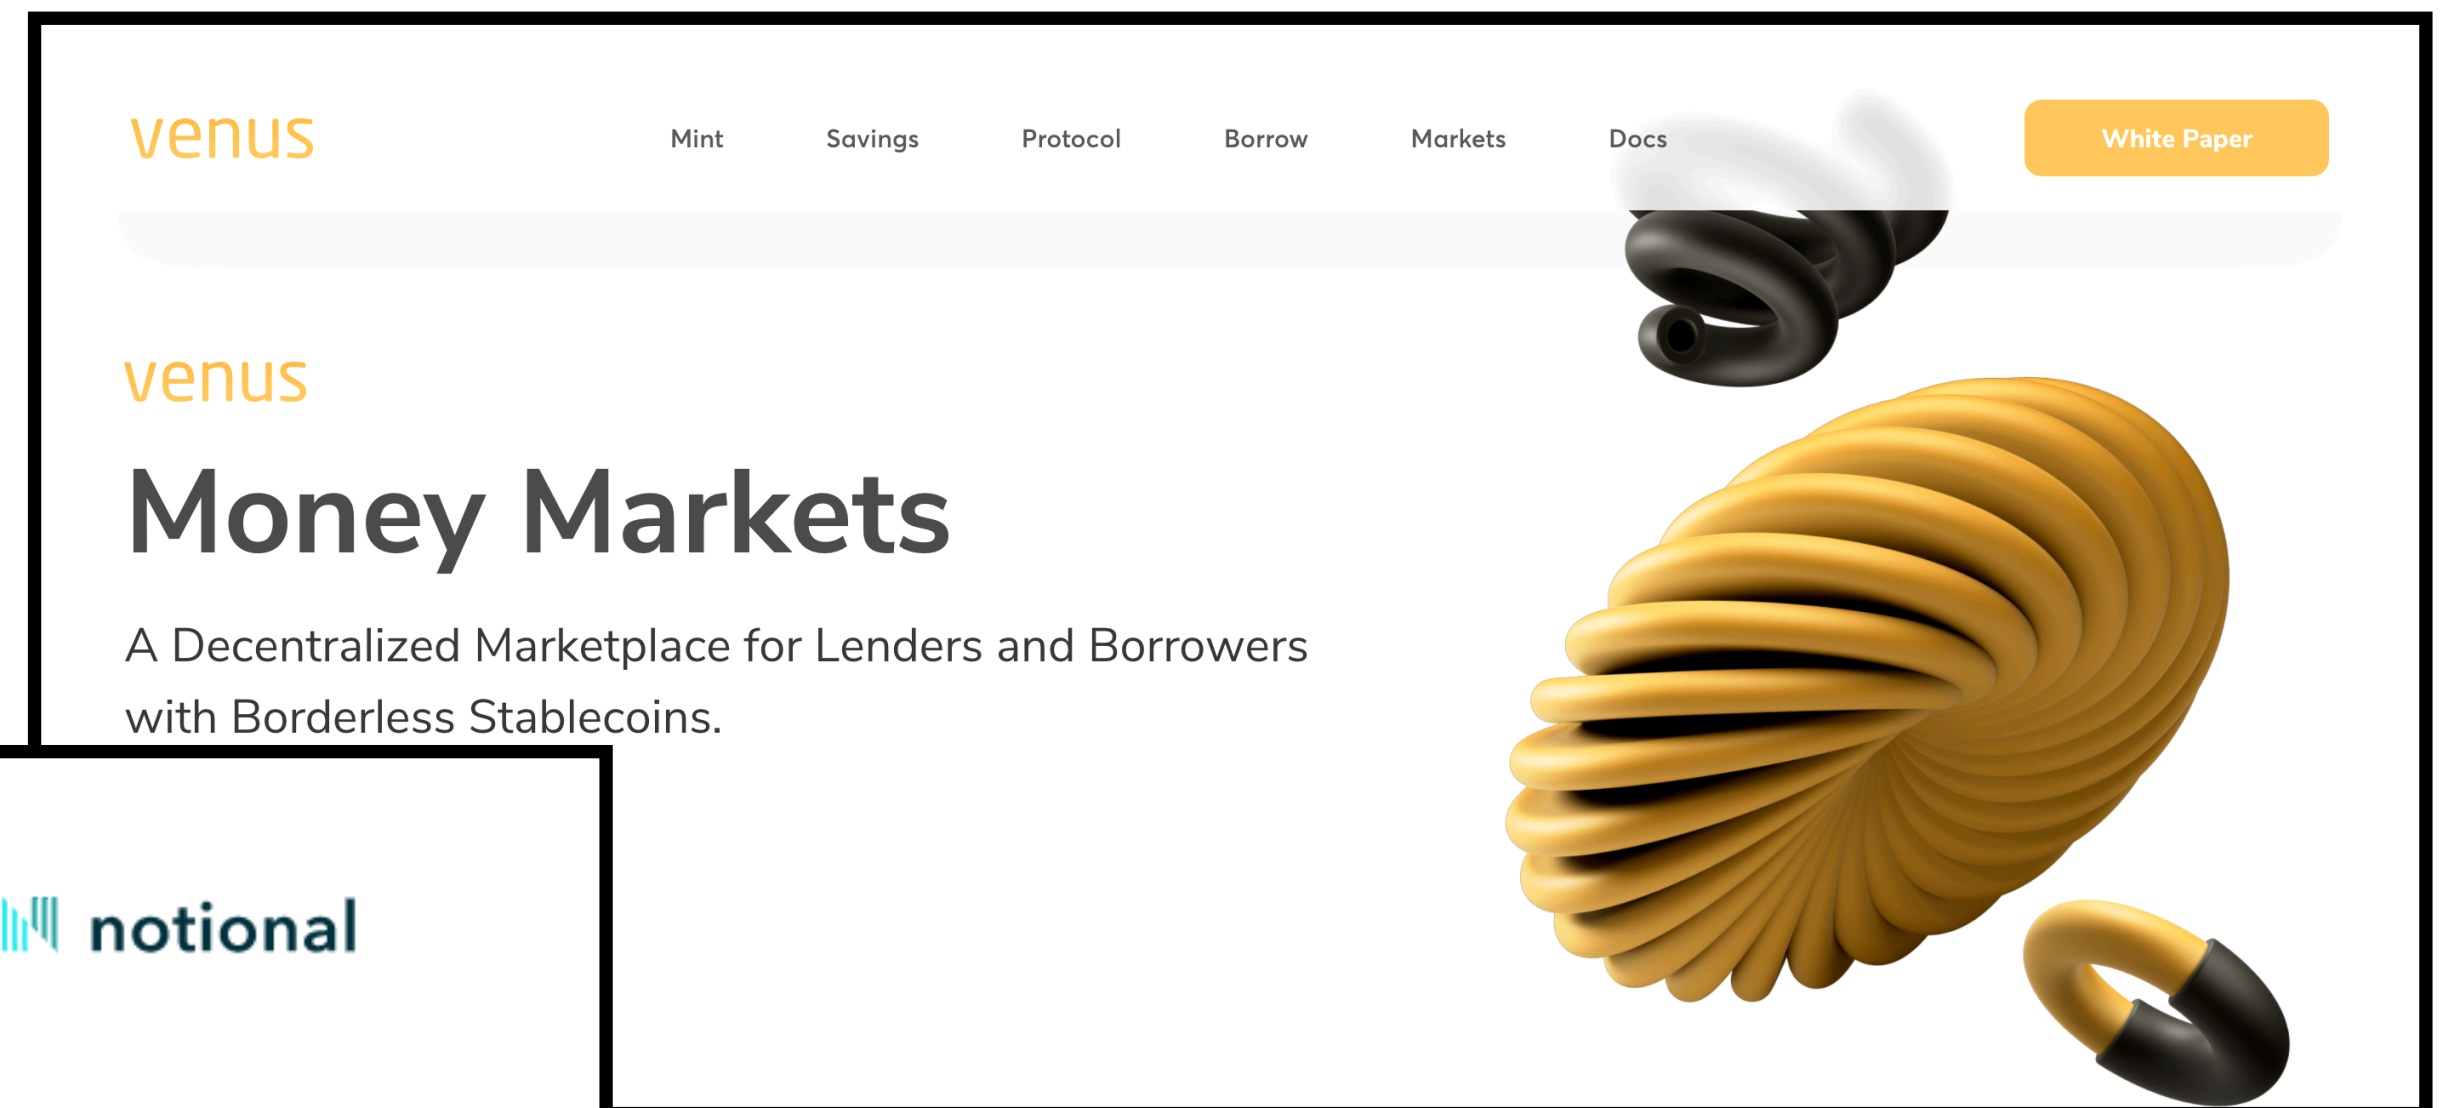 venus
Mint Savings Protocol Borrow Markets Docs
White Paper
venus
Money Markets
A Decentralized Marketplace for Lenders and Borrowers
with Borderless Stablecoins.
notional